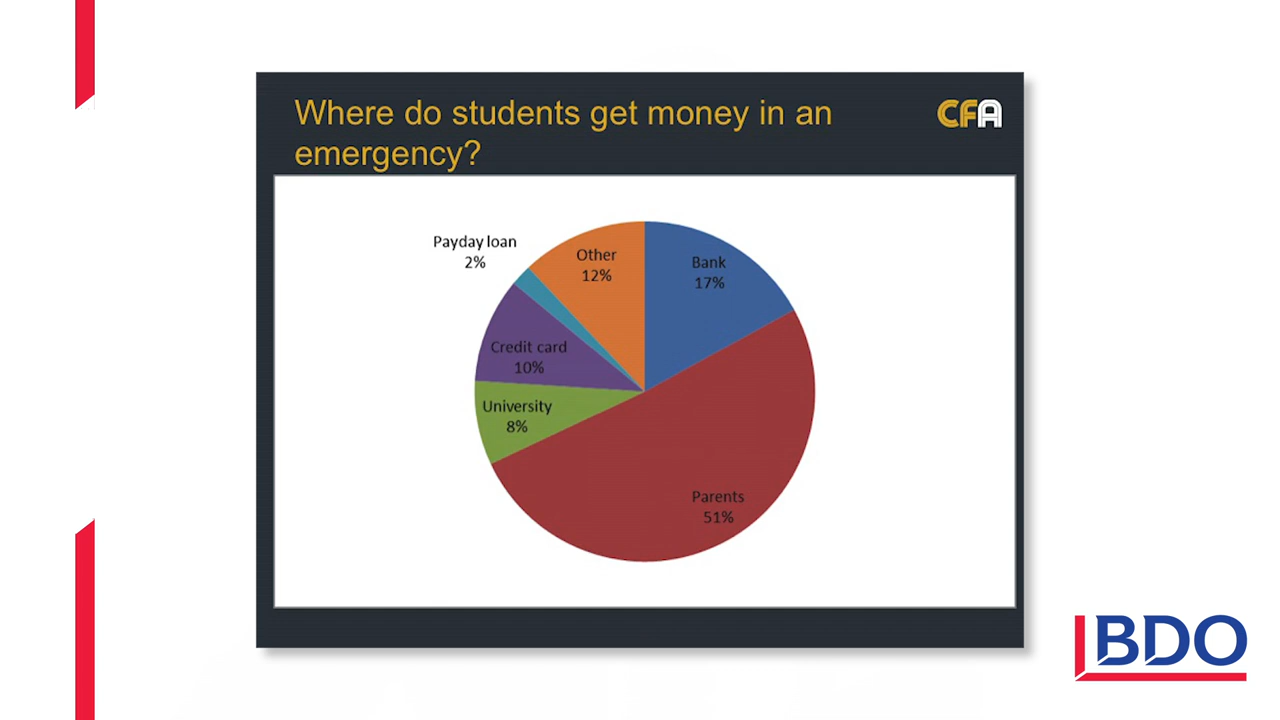 Where do students get money in an
emergency?
CFA
Payday loan
2%
Other
12%
Bank
17%
Credit card
10%
University
8%
Parents
51%
BDO